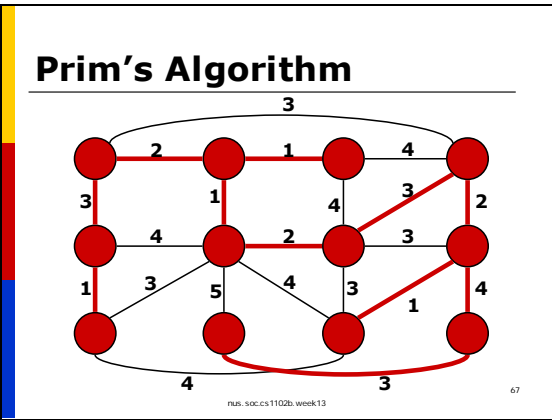 Prim’s Algorithm
3
2 1 4
3 1 4 3 2
4 2 3
1 3 5 4 3 1 4
4 3
nus.soc.cs1102b.week13
67